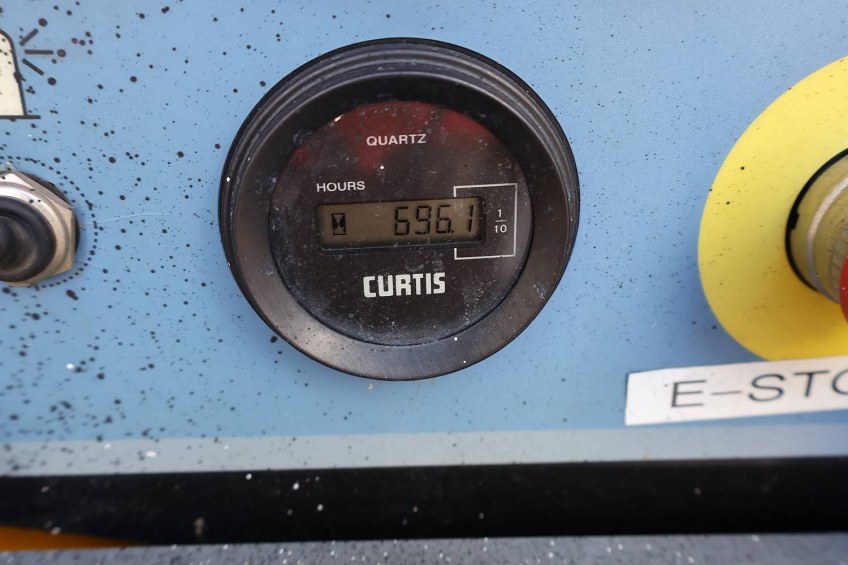 QUARTZ
HOURS
696.1
1
10
CURTIS
E-STO